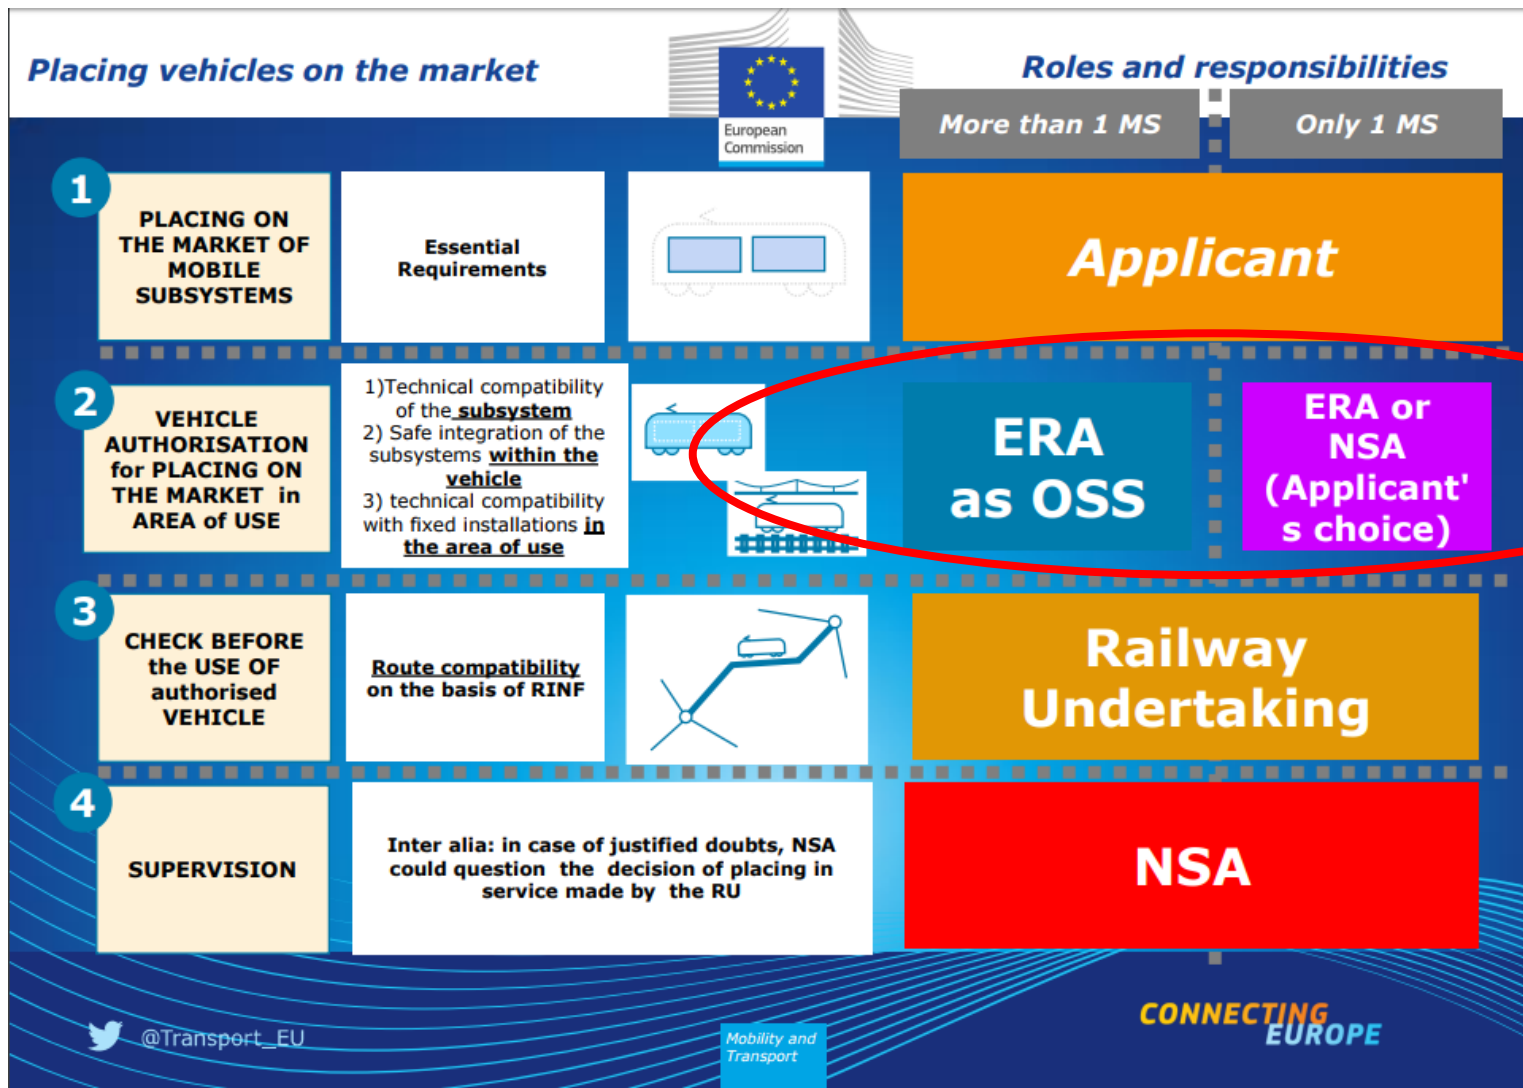 Placing vehicles on the market
European
Commission
Roles and responsibilities
More than 1 MS
Only 1 MS
1
PLACING ON
THE MARKET OF
MOBILE
SUBSYSTEMS
Essential
Requirements
Applicant
2
VEHICLE
AUTHORISATION
for PLACING ON
THE MARKET in
AREA of USE
1)Technical compatibility
of the subsystem
2) Safe integration of the
subsystems within the
vehicle
3) technical compatibility
with fixed installations in
the area of use
ERA
as OSS
ERA or
NSA
(Applicant'
s choice)
3
CHECK BEFORE
the USE OF
authorised
VEHICLE
Route compatibility
on the basis of RINF
Railway
Undertaking
4
SUPERVISION
Inter alia: in case of justified doubts, NSA
could question the decision of placing in
service made by the RU
NSA
@Transport_EU
Mobility and
Transport
CONNECTING
EUROPE